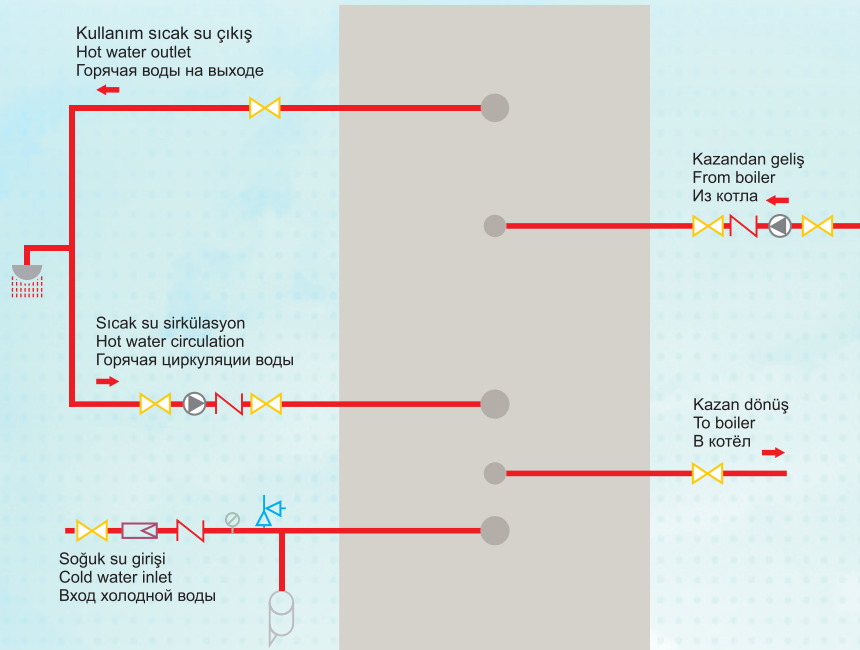 Kullanım sıcak su çıkış
Hot water outlet
Горячая воды на выходе
Kazandan geliş
From boiler
Из котла
Sıcak su sirkülasyon
Hot water circulation
Горячая циркуляции воды
Kazan dönüş
To boiler
В котёл
Soğuk su girişi
Cold water inlet
Вход холодной воды